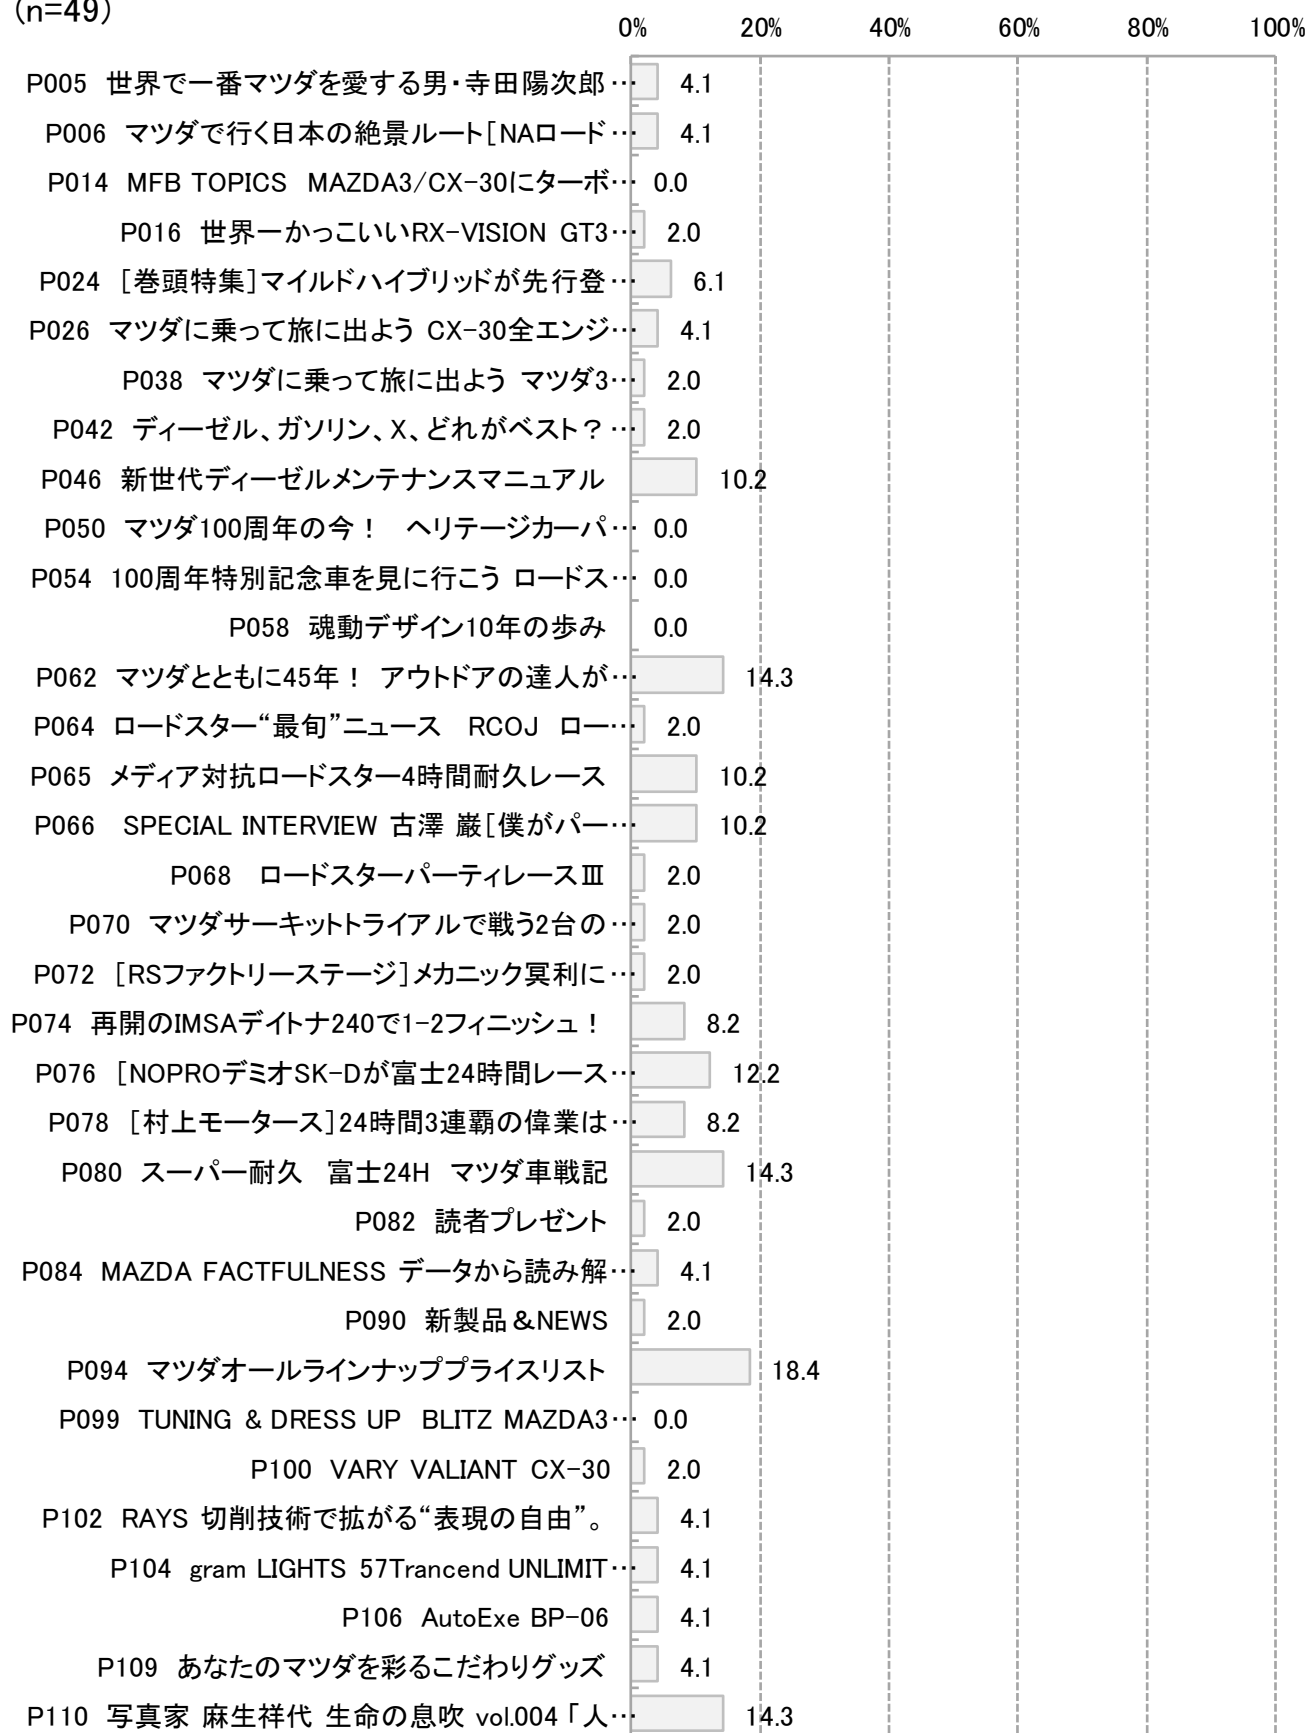 (n=49)
0% 20% 40% 60% 80% 100%
P005 世界で一番マツダを愛する男・寺田陽次郎… 4.1
P006 マツダで行く日本の絶景ルート[NAロード… 4.1
P014 MFB TOPICS MAZDA3/CX-30にターボ… 0.0
P016 世界一かっこいいRX-VISION GT3… 2.0
P024 [巻頭特集]マイルドハイブリッドが先行登… 6.1
P026 マツダに乗って旅に出よう CX-30全エンジ… 4.1
P038 マツダに乗って旅に出よう マツダ3… 2.0
P042 ディーゼル、ガソリン、X、どれがベスト？… 2.0
P046 新世代ディーゼルメンテナンスマニュアル 10.2
P050 マツダ100周年の今！ ヘリテージカーパ… 0.0
P054 100周年特別記念車を見に行こう ロードス… 0.0
P058 魂動デザイン10年の歩み 0.0
P062 マツダとともに45年！ アウトドアの達人が… 14.3
P064 ロードスター“最旬”ニュース RCOJ ロー… 2.0
P065 メディア対抗ロードスター4時間耐久レース 10.2
P066 SPECIAL INTERVIEW 古澤 巌[僕がパー… 10.2
P068 ロードスターパーティレースⅢ 2.0
P070 マツダサーキットトライアルで戦う2台の… 2.0
P072 [RSファクトリーステージ]メカニック冥利に… 2.0
P074 再開のIMSAデイトナ240で1-2フィニッシュ！ 8.2
P076 [NOPROデミオSK-Dが富士24時間レース… 12.2
P078 [村上モータース]24時間3連覇の偉業は… 8.2
P080 スーパー耐久 富士24H マツダ車戦記 14.3
P082 読者プレゼント 2.0
P084 MAZDA FACTFULNESS データから読み解… 4.1
P090 新製品＆NEWS 2.0
P094 マツダオールラインナッププライスリスト 18.4
P099 TUNING & DRESS UP BLITZ MAZDA3… 0.0
P100 VARY VALIANT CX-30 2.0
P102 RAYS 切削技術で拡がる“表現の自由”。 4.1
P104 gram LIGHTS 57Trancend UNLIMIT… 4.1
P106 AutoExe BP-06 4.1
P109 あなたのマツダを彩るこだわりグッズ 4.1
P110 写真家 麻生祥代 生命の息吹 vol.004「人… 14.3